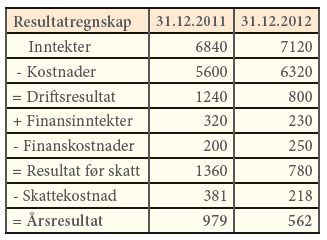 Resultatregnskap 31.12.2011 31.12.2012
Inntekter 6840 7120
- Kostnader 5600 6320
= Driftsresultat 1240 800
+ Finansinntekter 320 230
- Finanskostnader 200 250
= Resultat før skatt 1360 780
- Skattekostnad 381 218
= Årsresultat 979 562